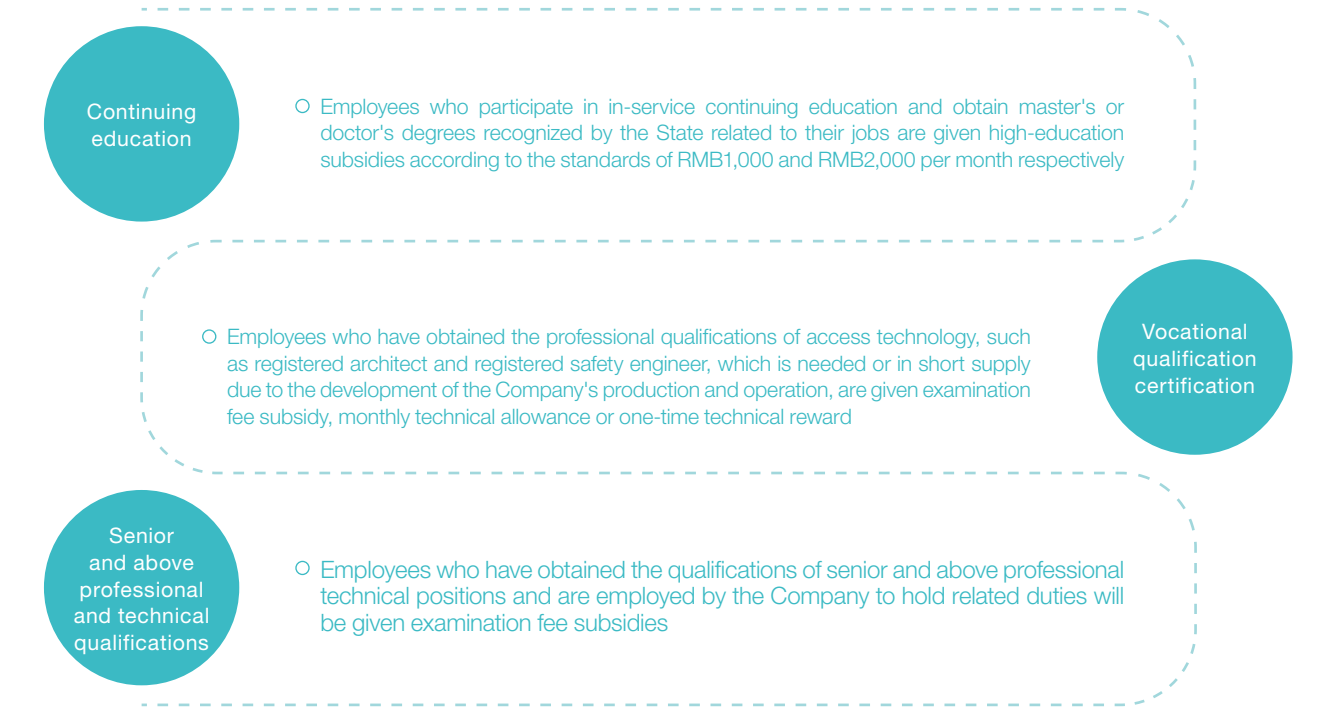 Continuing
education
○ Employees who participate in in-service continuing education and obtain master's or
doctor's degrees recognized by the State related to their jobs are given high-education
subsidies according to the standards of RMB1,000 and RMB2,000 per month respectively
○ Employees who have obtained the professional qualifications of access technology, such
as registered architect and registered safety engineer, which is needed or in short supply
due to the development of the Company's production and operation, are given examination
fee subsidy, monthly technical allowance or one-time technical reward
Vocational
qualification
certification
Senior
and above
professional
and technical
qualifications
○ Employees who have obtained the qualifications of senior and above professional
technical positions and are employed by the Company to hold related duties will
be given examination fee subsidies